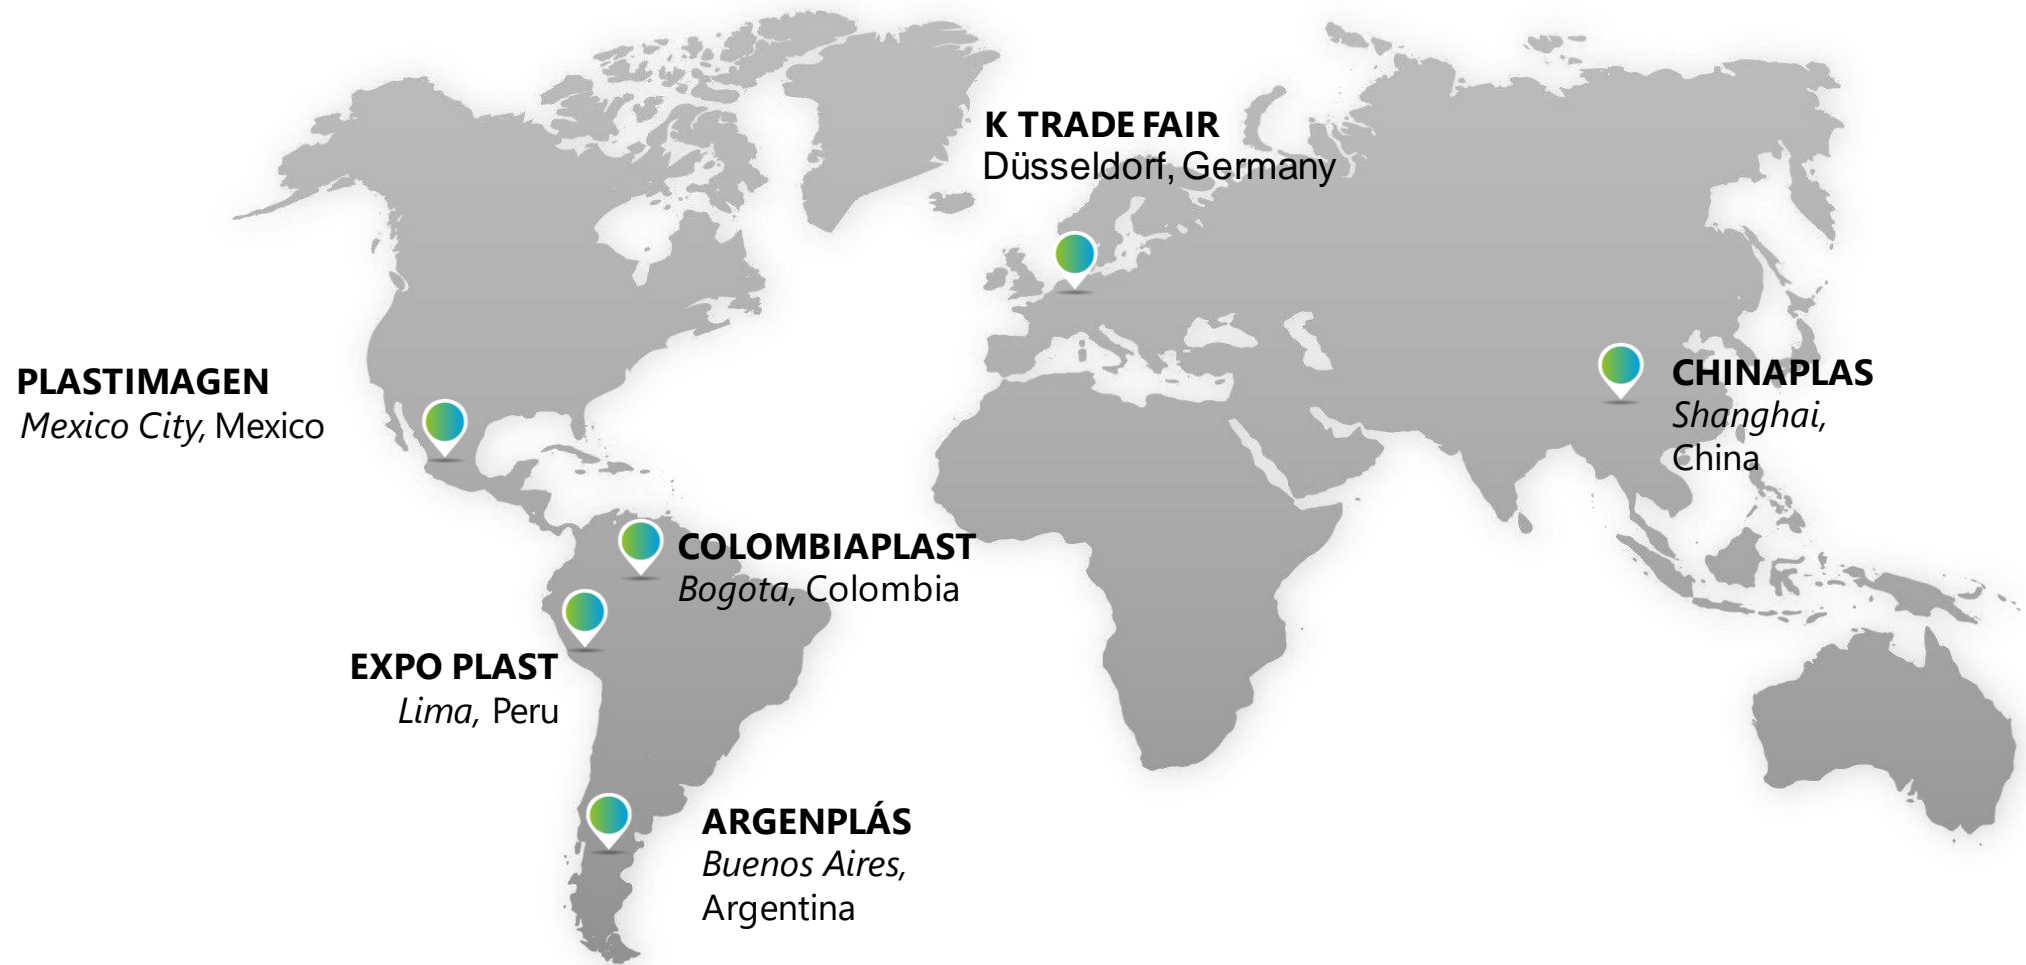 K TRADE FAIR
Düsseldorf, Germany
PLASTIMAGEN
Mexico City, Mexico
CHINAPLAS
Shanghai,
China
COLOMBIAPLAST
Bogota, Colombia
EXPO PLAST
Lima, Peru
ARGENPLÁS
Buenos Aires,
Argentina